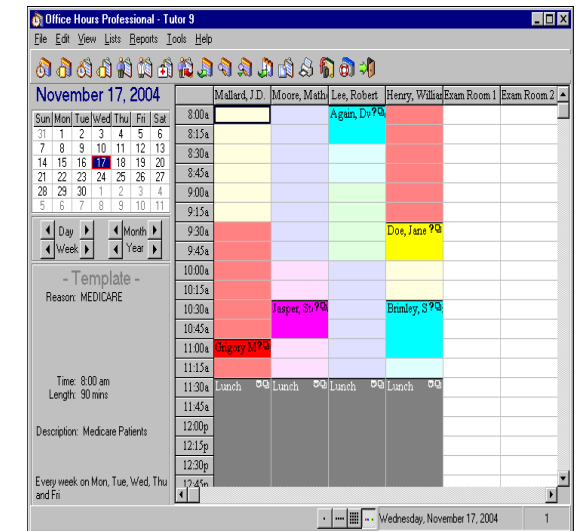 Office Hours Professional - Tutor 9
File Edit View Lists Reports Tools Help
November 17, 2004
Mallard, J.D. Moore, Math Lee, Robert Henry, Willian Exam Room 1 Exam Room 2
Sun Mon Tue Wed Thu Fri Sat
31 1 2 3 4 5 6
7 8 9 10 11 12 13
14 15 16 17 18 19 20
21 22 23 24 25 26 27
28 29 30 1 2 3 4
5 6 7 8 9 10 11
Day Month
Week Year
- Template -
Reason: MEDICARE
Time: 8:00 am
Length: 90 mins
Description: Medicare Patients
Every week on Mon, Tue, Wed, Thu
and Fri
8:00a Again, Dv?
8:15a
8:30a
8:45a
9:00a
9:15a
9:30a Doe, Jane ?
9:45a
10:00a
10:15a
10:30a Jasper, St? Brimley, S?
10:45a
11:00a Grigory M?
11:15a
11:30a Lunch Lunch Lunch Lunch
11:45a
12:00p
12:15p
12:30p
12:45p
Wednesday, November 17, 2004 1